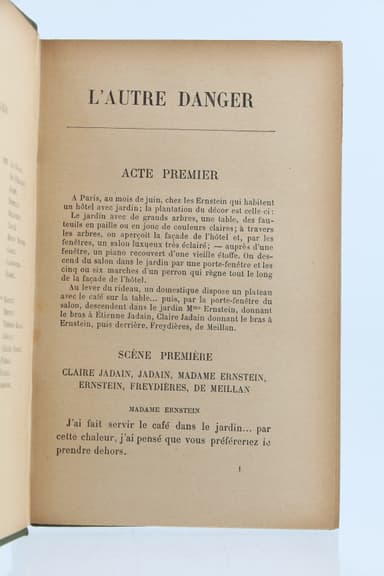 L'AUTRE DANGER
ACTE PREMIER
A Paris, au mois de juin, chez les Ernstein qui habitent
un hôtel avec jardin; la plantation du décor est celle-ci:
Le jardin avec de grands arbres, une table, des fau-
teuils en paille ou en jonc de couleurs claires; à travers
les arbres, on aperçoit la façade de l'hôtel et, par les
fenêtres, un salon luxueux très éclairé; — auprès d'une
fenêtre, un piano recouvert d'une vieille étoffe. On des-
cend du salon dans le jardin par une porte-fenêtre et les
cinq ou six marches d'un perron qui règne tout le long
de la façade de l'hôtel.
Au lever du rideau, un domestique dispose un plateau
avec le café sur la table... puis, par la porte-fenêtre du
salon, descendent dans le jardin Mme Ernstein, donnant
le bras à Étienne Jadain, Claire Jadain donnant le bras à
Ernstein, puis derrière, Freydières, de Meillan.
SCÈNE PREMIÈRE
CLAIRE JADAIN, JADAIN, MADAME ERNSTEIN,
ERNSTEIN, FREYDIÈRES, DE MEILLAN
MADAME ERNSTEIN
J'ai fait servir le café dans le jardin... par
cette chaleur, j'ai pensé que vous préféreriez le
prendre dehors.
1